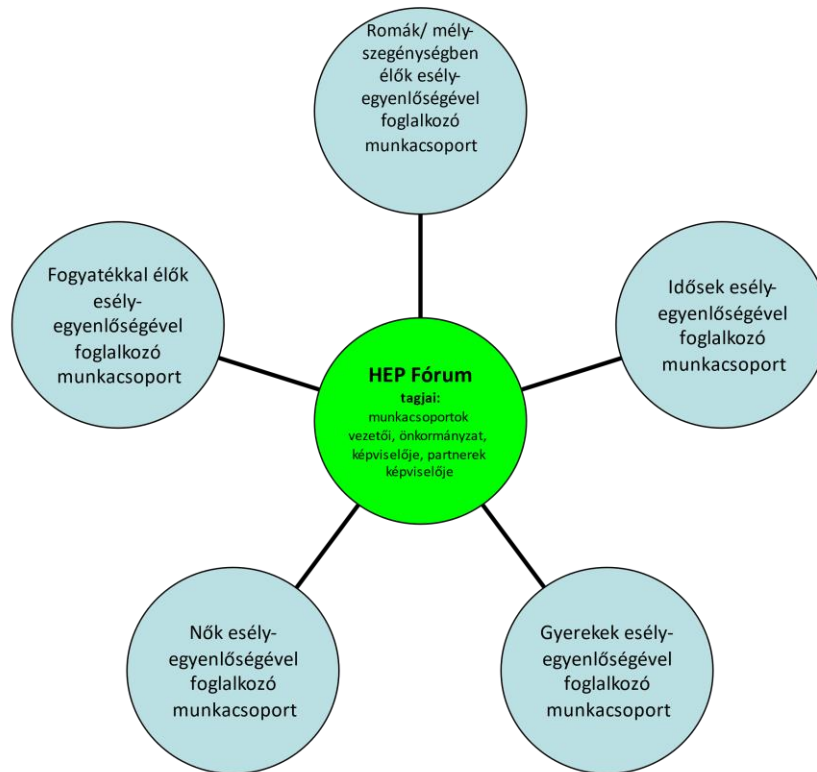 Romák/ mély-
szegénységben
élők esély-
egyenlőségével
foglalkozó
munkacsoport
Fogyatékkal élők
esély-
egyenlőségével
foglalkozó
munkacsoport
Idősek esély-
egyenlőségével
foglalkozó
munkacsoport
HEP Fórum
tagjai:
munkacsoportok
vezetői, önkormányzat,
képviselője, partnerek
képviselője
Nők esély-
egyenlőségével
foglalkozó
munkacsoport
Gyerekek esély-
egyenlőségével
foglalkozó
munkacsoport